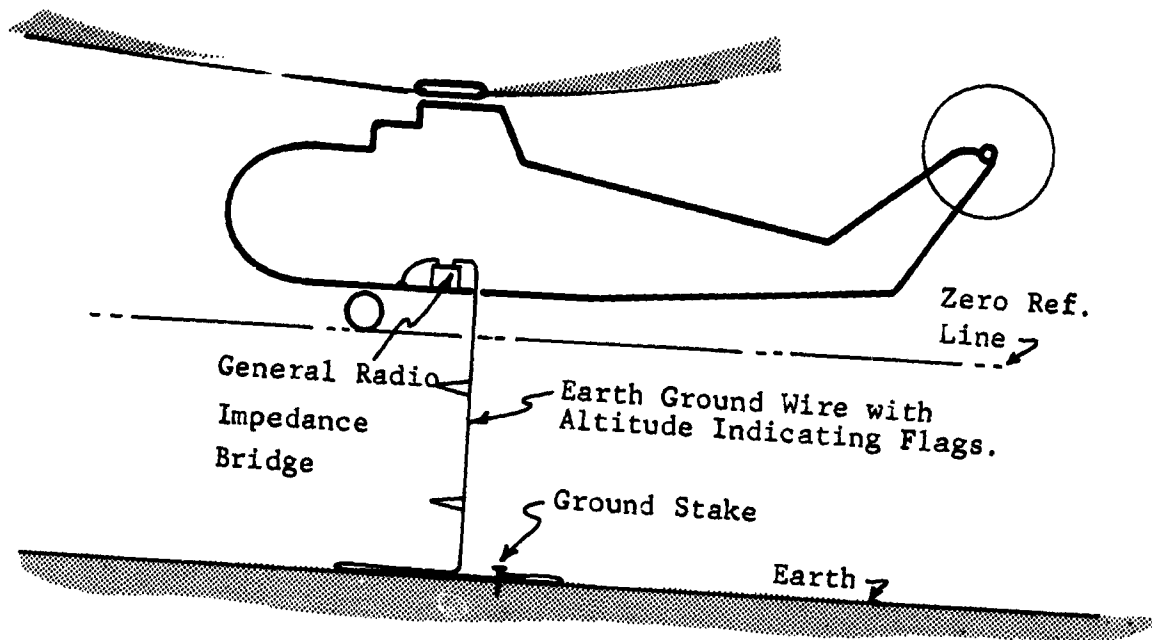 Zero Ref.
Line
General Radio
Impedance
Bridge
Earth Ground Wire with
Altitude Indicating Flags.
Ground Stake
Earth